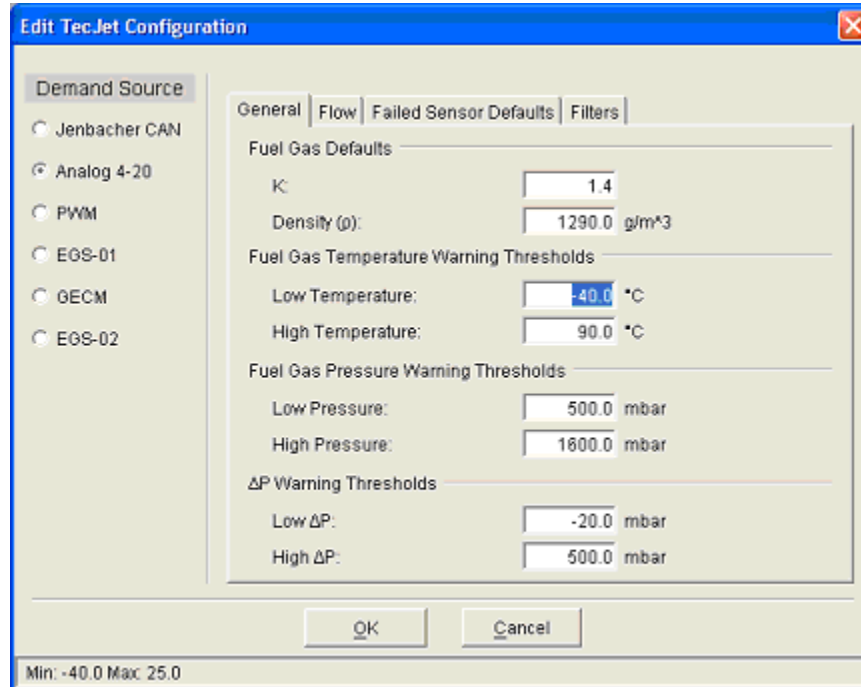 Edit TecJet Configuration
Demand Source
Jenbacher CAN
Analog 4-20
PWM
EGS-01
GECM
EGS-02
General Flow Failed Sensor Defaults Filters
Fuel Gas Defaults
K: 1.4
Density (ρ): 1290.0 g/m^3
Fuel Gas Temperature Warning Thresholds
Low Temperature: -40.0 °C
High Temperature: 90.0 °C
Fuel Gas Pressure Warning Thresholds
Low Pressure: 500.0 mbar
High Pressure: 1600.0 mbar
ΔP Warning Thresholds
Low ΔP: -20.0 mbar
High ΔP: 500.0 mbar
OK Cancel
Min: -40.0 Max: 25.0